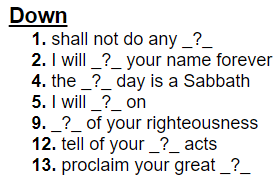 Down
1. shall not do any _?_
2. I will _?_ your name forever
4. the _?_ day is a Sabbath
5. I will _?_ on
9. _?_ of your righteousness
12. tell of your _?_ acts
13. proclaim your great _?_